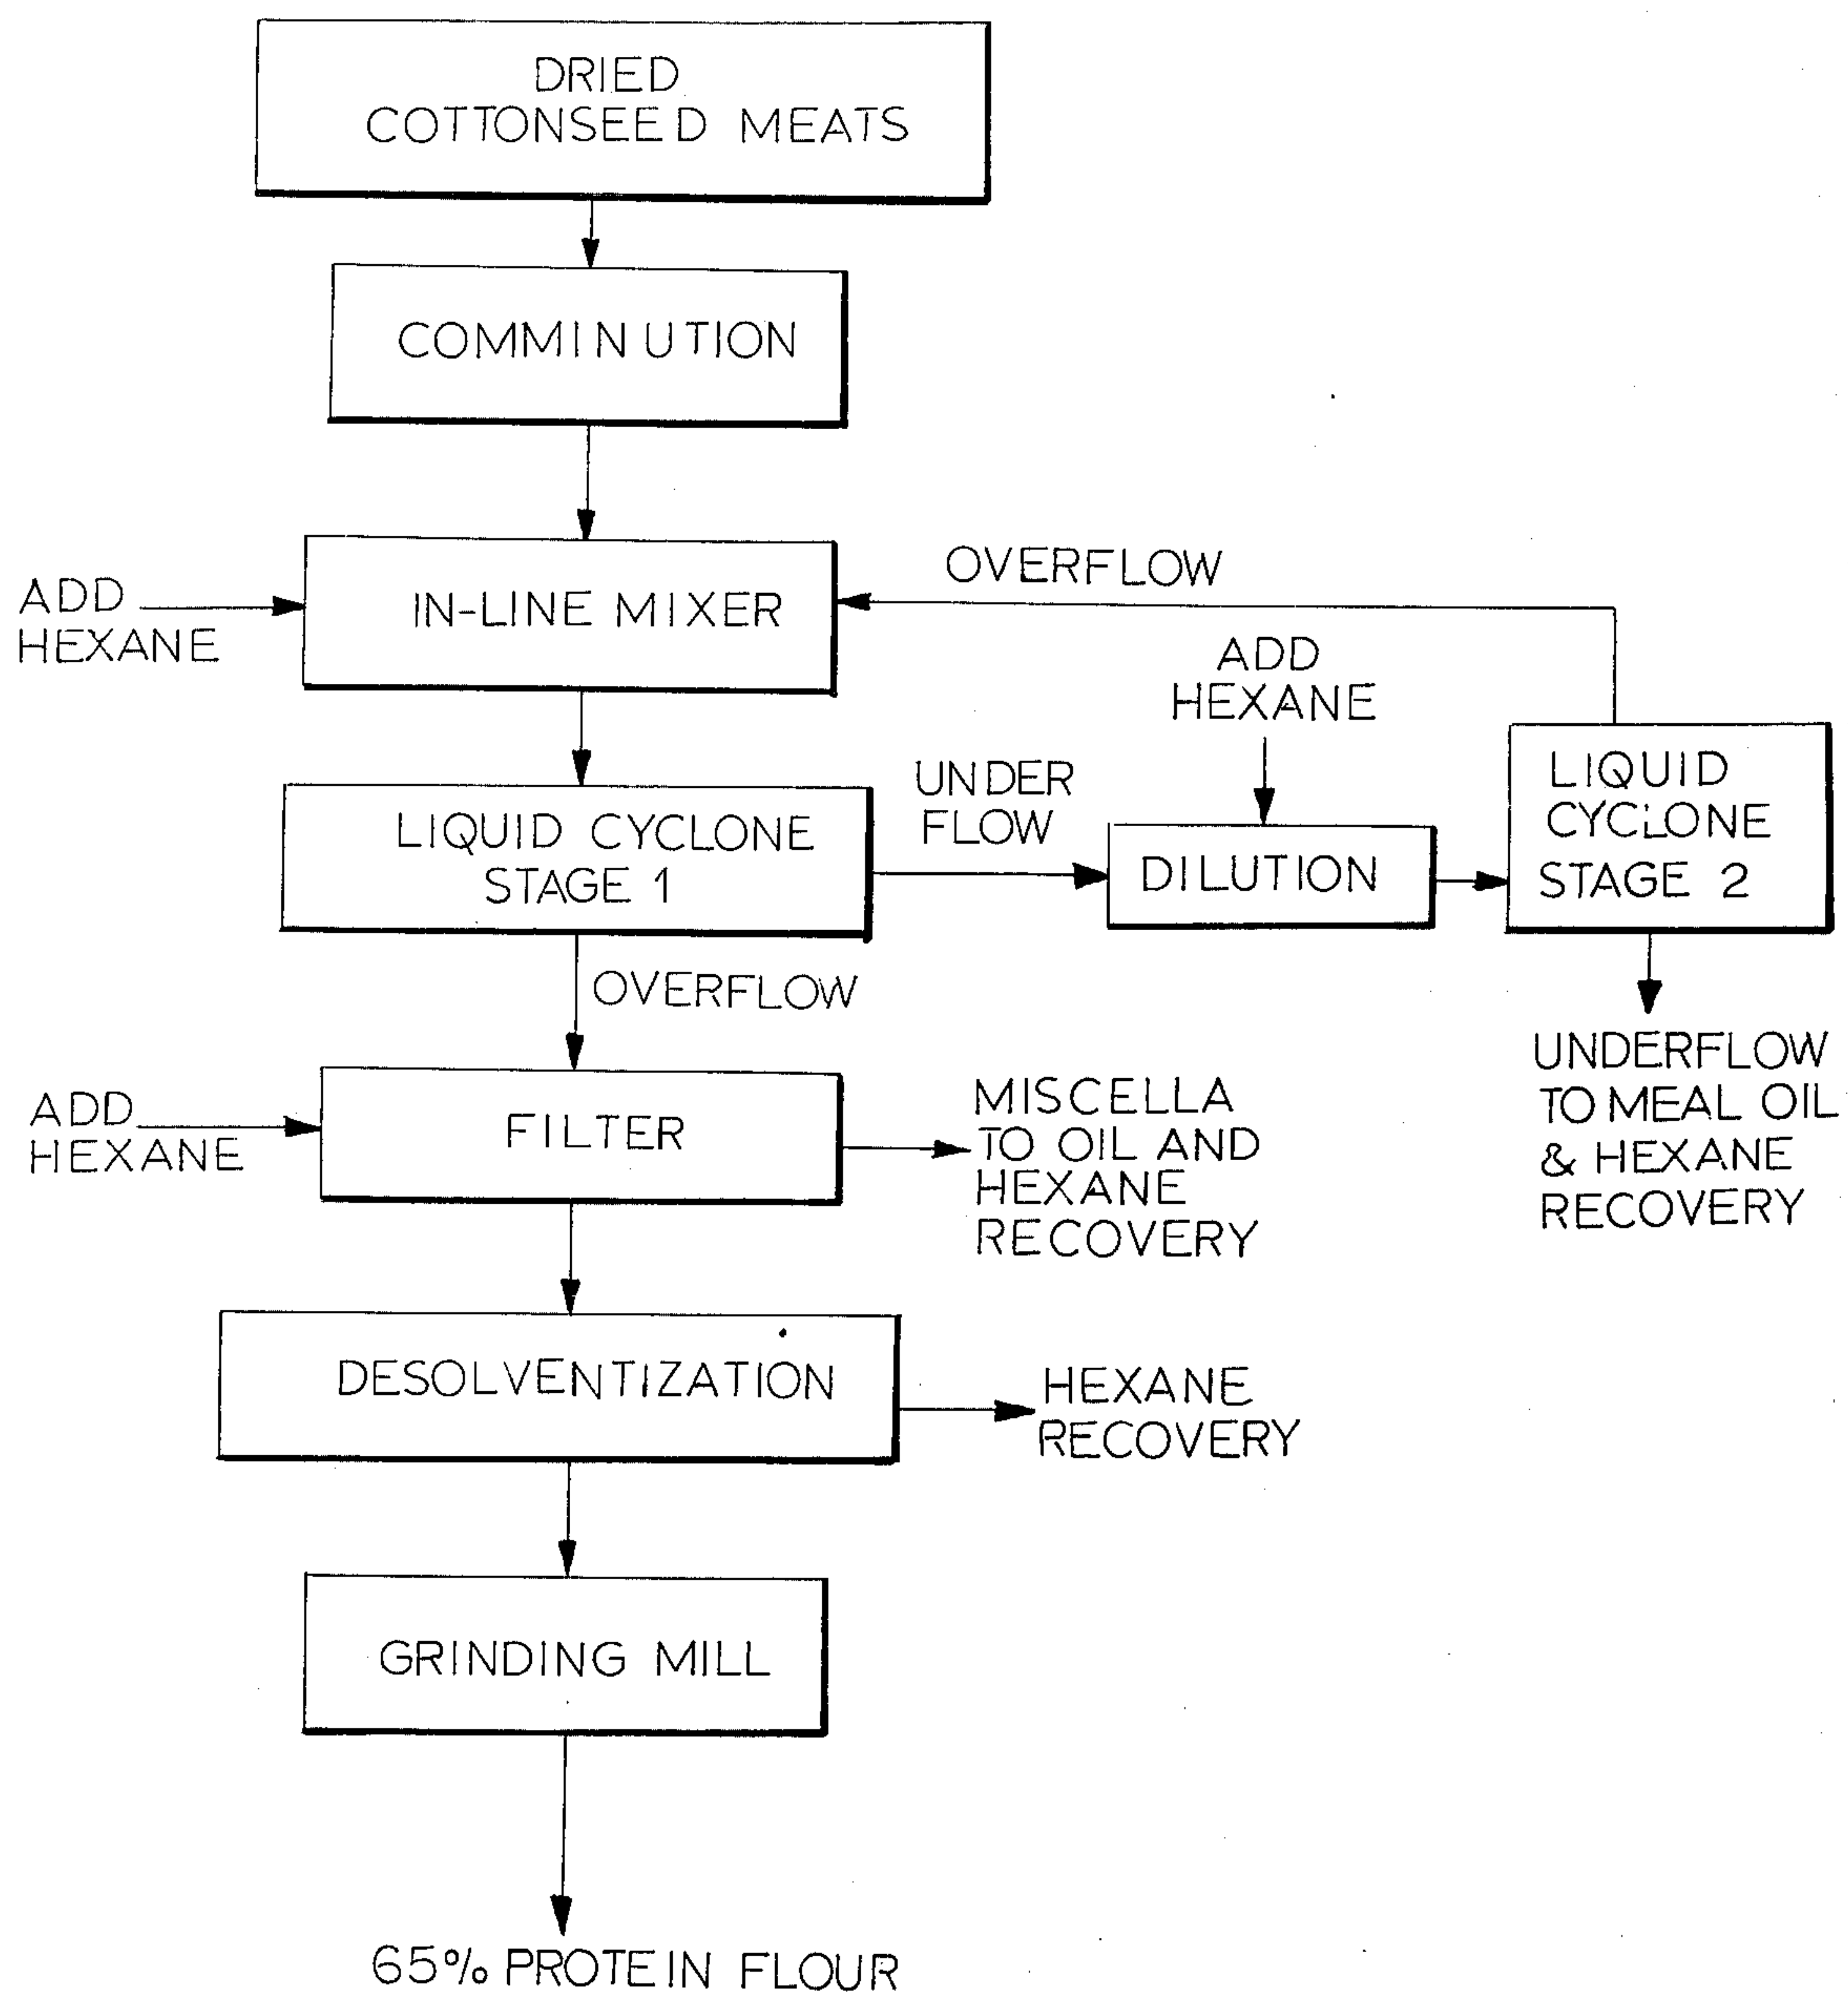 DRIED
COTTONSEED MEATS
COMMINUTION
OVERFLOW
ADD
HEXANE
IN-LINE MIXER
ADD
HEXANE
UNDER
FLOW
LIQUID CYCLONE
STAGE 1
DILUTION
LIQUID
CYCLONE
STAGE 2
OVERFLOW
UNDERFLOW
TO MEAL OIL
& HEXANE
RECOVERY
ADD
HEXANE
FILTER
MISCELLA
TO OIL AND
HEXANE
RECOVERY
DESOLVENTIZATION
HEXANE
RECOVERY
GRINDING MILL
65% PROTEIN FLOUR